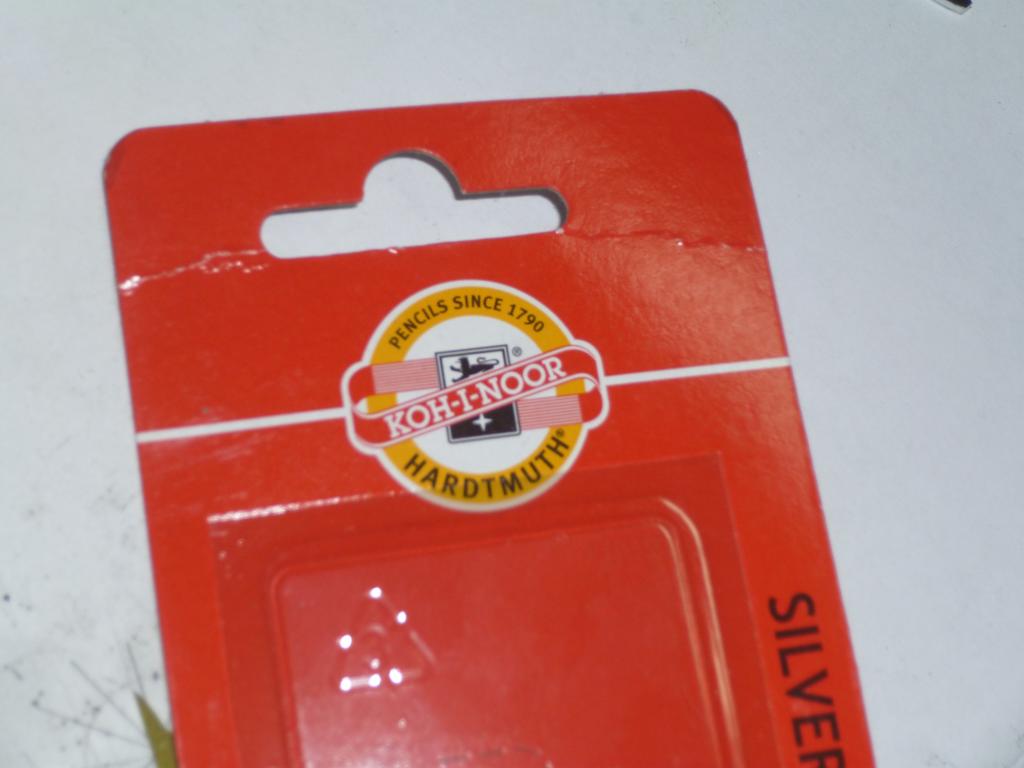 PENCILS SINCE 1790
®
KOH-I-NOOR
HARDTMUTH®
SILVER